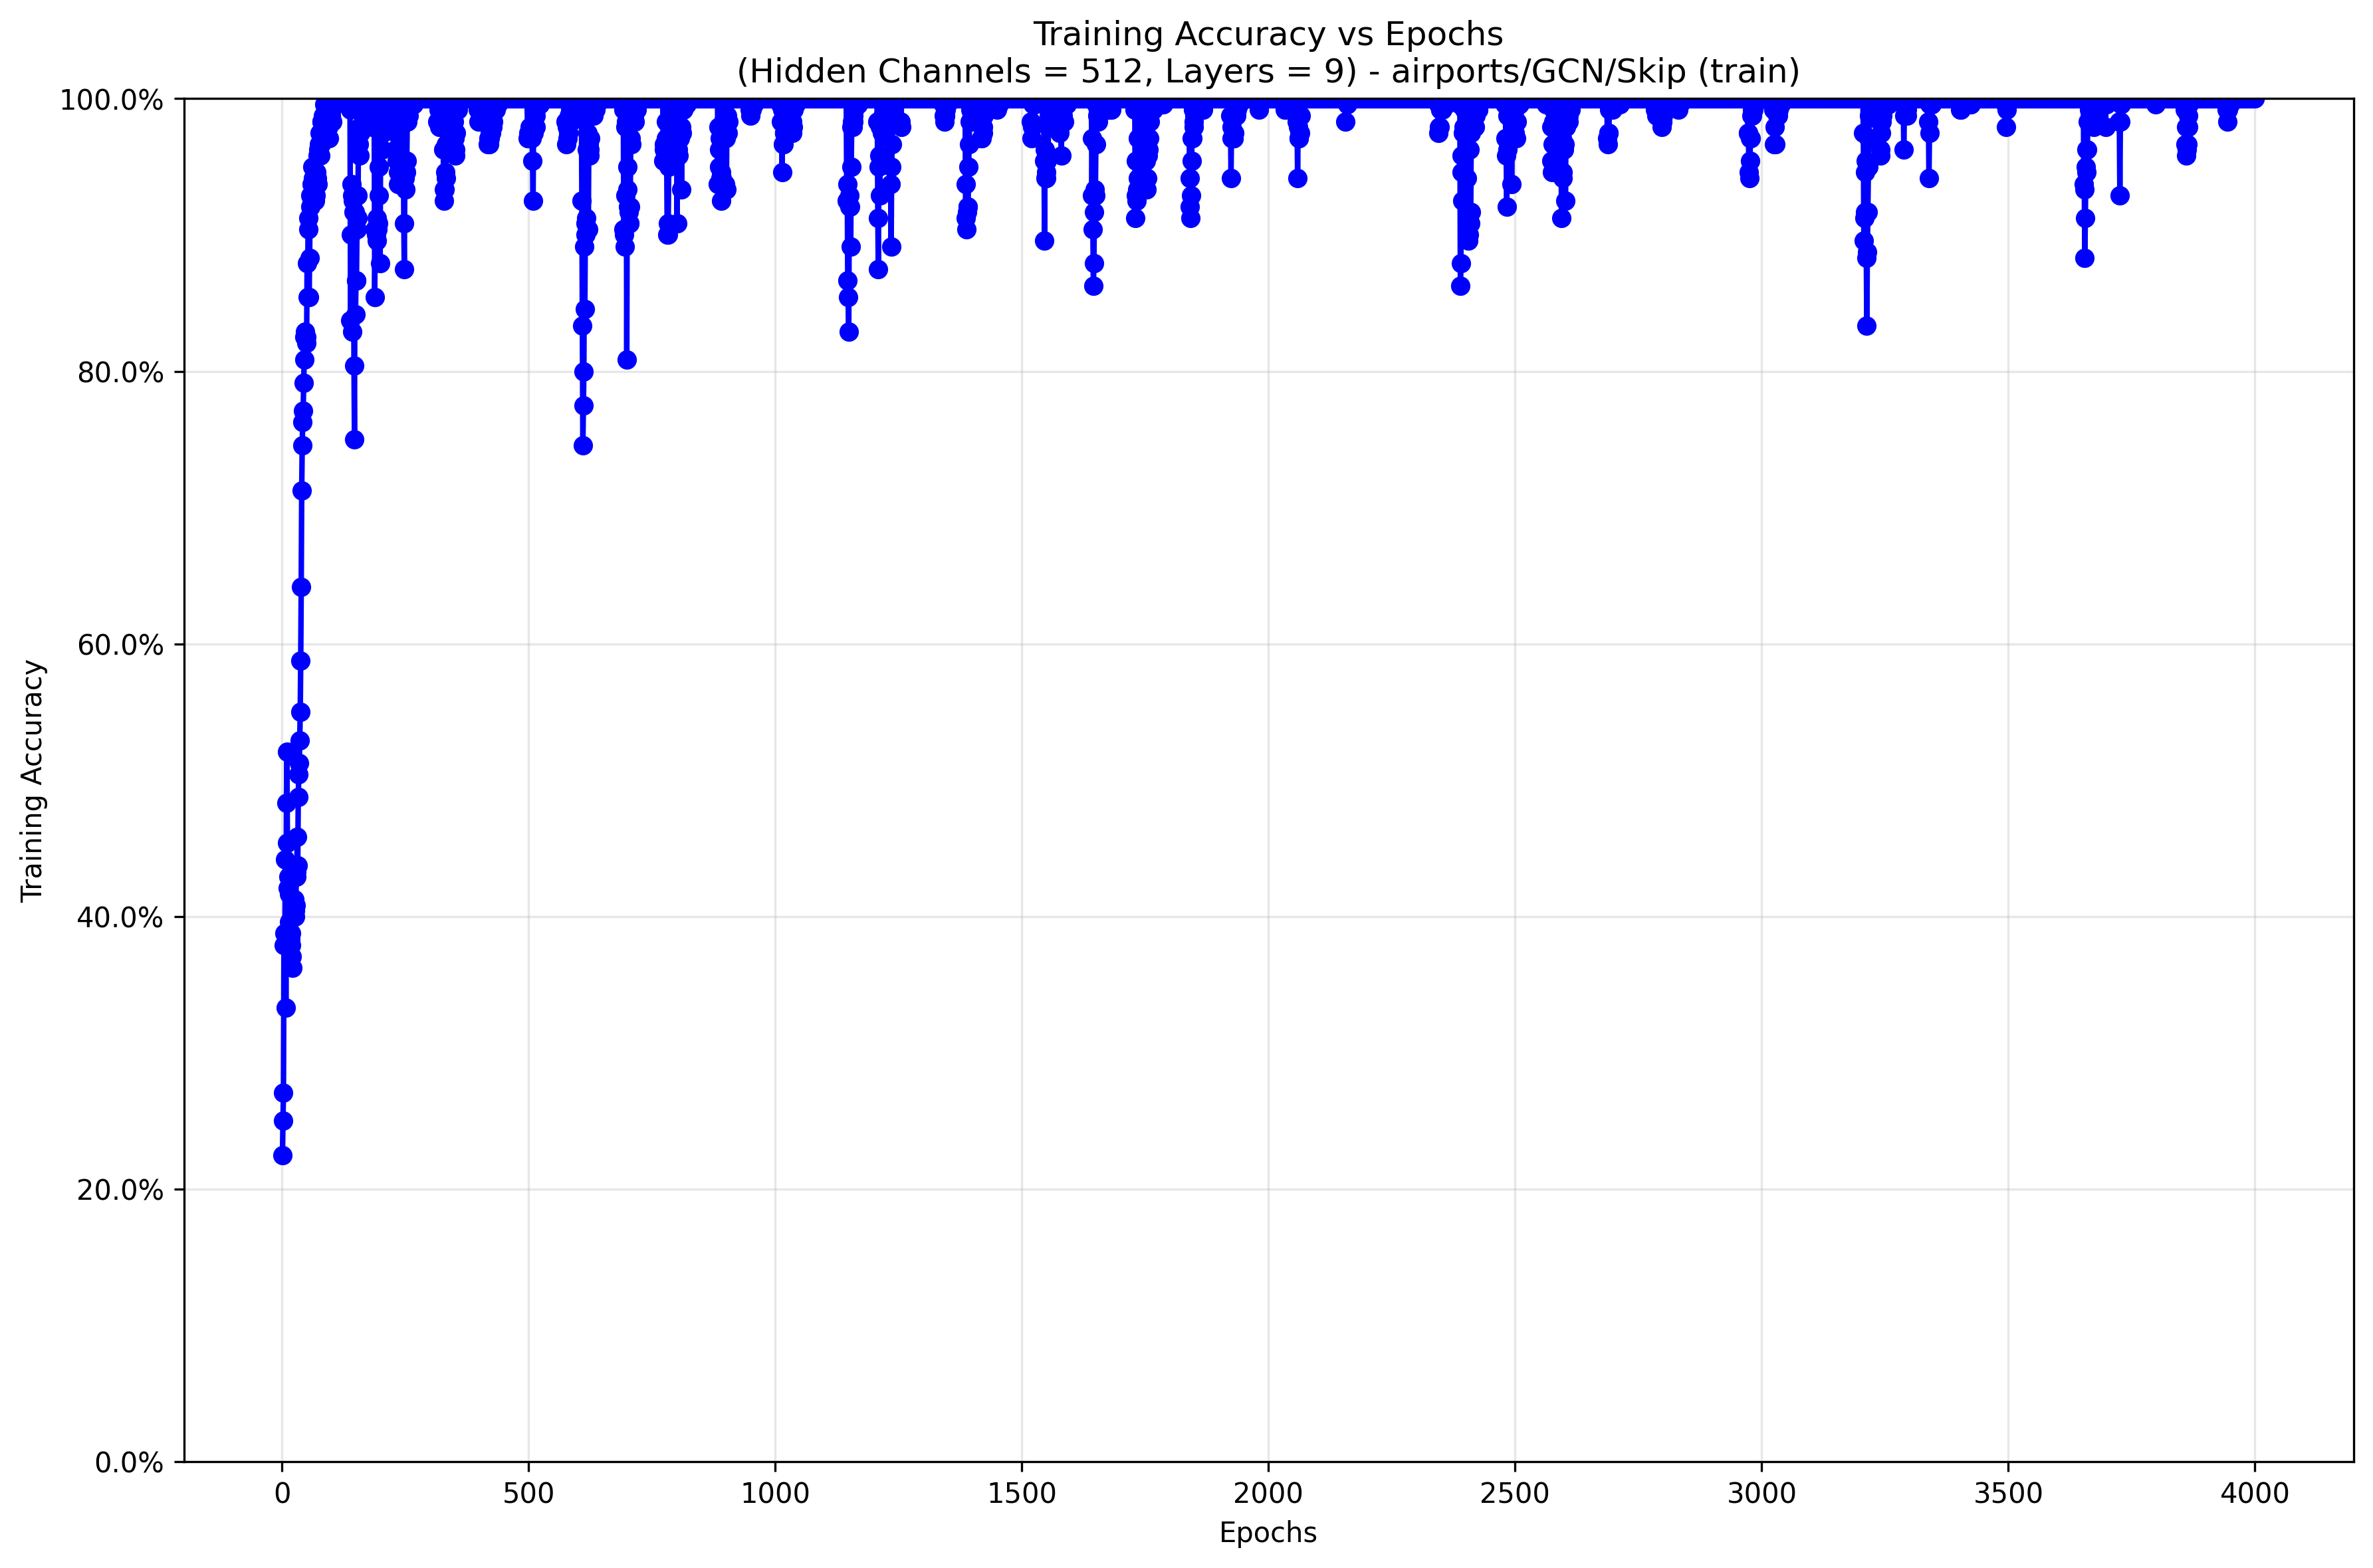 Training Accuracy vs Epochs
(Hidden Channels = 512, Layers = 9) - airports/GCN/Skip (train)
100.0%
80.0%
60.0%
40.0%
20.0%
0.0%
Training Accuracy
0 500 1000 1500 2000 2500 3000 3500 4000
Epochs